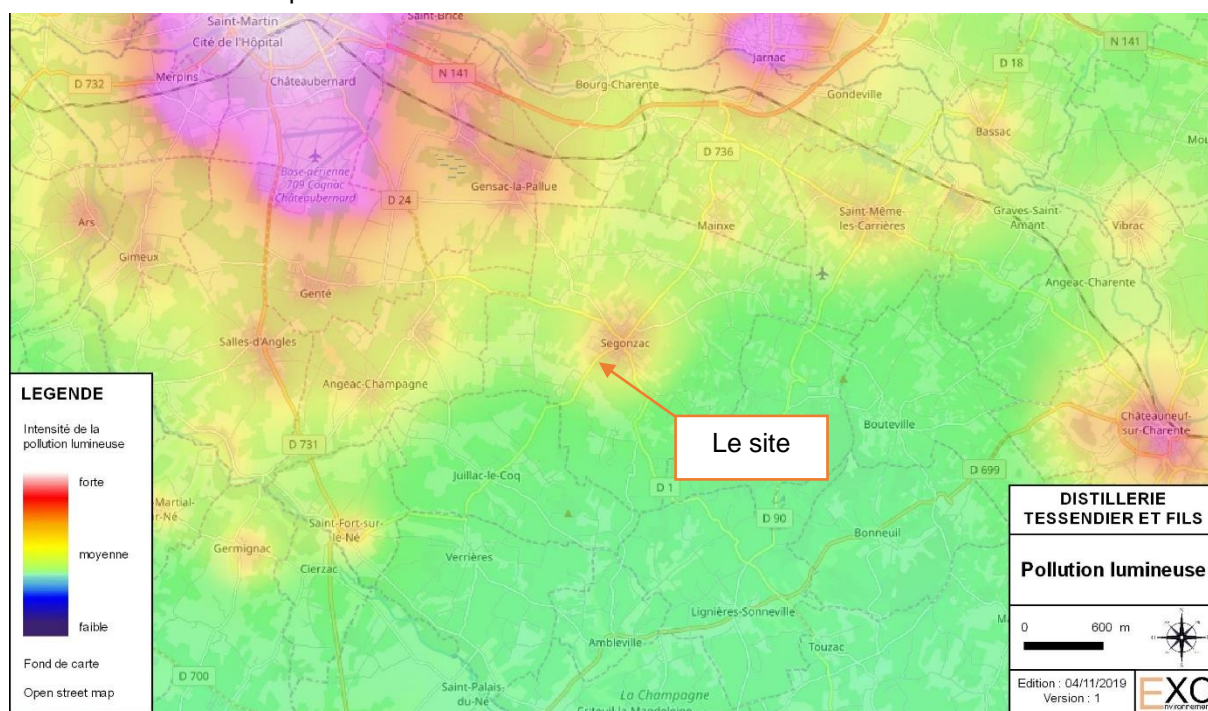 Saint-Martin
Saint-Brice
Cité de l'Hôpital
N 141
Jarnac
D 18
N 141
Merpins
Châteaubernard
D 732
Bourg-Charente
Gondeville
Bassac
D 736
Base aérienne
709 Cognac
Châteaubernard
Gensac-la-Pallue
D 24
Ars
Mainxe
Saint-Même-
les-Carrières
Graves-Saint-
Amant
Vibrac
Gimeux
Angeac-Charente
Genté
Salles-d'Angles
Segonzac
Angeac-Champagne
Châteauneuf-
sur-Charente
Bouteville
Le site
D 731
Juillac-le-Coq
D 699
D 1
D 90
Saint-Fort-sur-
le-Né
Bonneuil
Germignac
Verrières
Cierzac
Lignières-Sonneville
Ambleville
Touzac
D 700
Saint-Palais-
du-Né
La Champagne
LEGENDE
Intensité de la
pollution lumineuse
forte
moyenne
faible
Fond de carte
Open street map
DISTILLERIE
TESSENDIER ET FILS
Pollution lumineuse
0 600 m
Edition : 04/11/2019
Version : 1